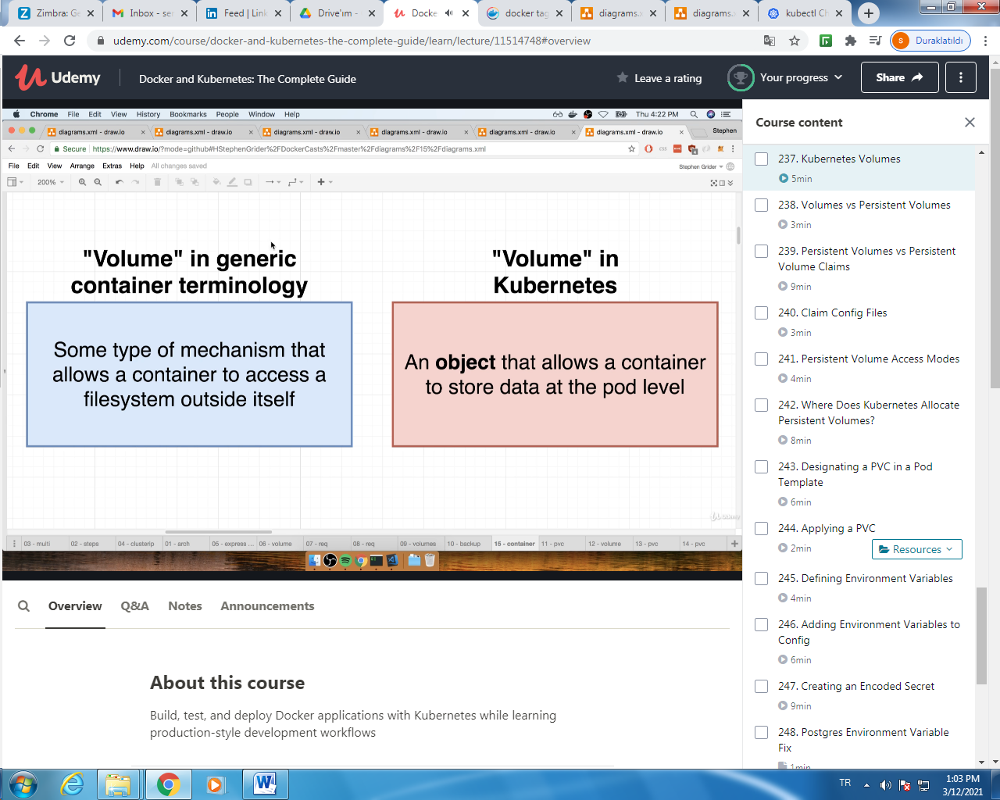 Zimbra: Ge
Inbox - ser
Feed | Link
Drive'ım -
Docke
docker tag
diagrams.x
diagrams.x
kubectl Ch
udemy.com/course/docker-and-kubernetes-the-complete-guide/learn/lecture/11514748#overview
S
Duraklatıldı
Udemy
Docker and Kubernetes: The Complete Guide
Leave a rating
Your progress
Share
Chrome File Edit View History Bookmarks People Window Help
Thu 4:22 PM
diagrams.xml - draw.io
diagrams.xml - draw.io
diagrams.xml - draw.io
diagrams.xml - draw.io
diagrams.xml - draw.io
diagrams.xml - draw.io
Stephen
Secure https://www.draw.io/?mode=github#HStephenGrider%2FDockerCasts%2Fmaster%2Fdiagrams%2F15%2Fdiagrams.xml
File Edit View Arrange Extras Help All changes saved
Stephen Grider
200%
"Volume" in generic
container terminology
Some type of mechanism that
allows a container to access a
filesystem outside itself
"Volume" in
Kubernetes
An object that allows a container
to store data at the pod level
Udemy
03 - multi
02 - steps
04 - clusterip
01 - arch
05 - express ...
06 - volume
07 - req
08 - req
09 - volumes
10 - backup
15 - container
11 - pvc
12 - volume
13 - pvc
14 - pvc
Overview
Q&A
Notes
Announcements
About this course
Build, test, and deploy Docker applications with Kubernetes while learning
production-style development workflows
Course content
237. Kubernetes Volumes
5min
238. Volumes vs Persistent Volumes
3min
239. Persistent Volumes vs Persistent
Volume Claims
9min
240. Claim Config Files
3min
241. Persistent Volume Access Modes
4min
242. Where Does Kubernetes Allocate
Persistent Volumes?
8min
243. Designating a PVC in a Pod
Template
6min
244. Applying a PVC
2min
Resources
245. Defining Environment Variables
4min
246. Adding Environment Variables to
Config
6min
247. Creating an Encoded Secret
9min
248. Postgres Environment Variable
Fix
1min
TR
1:03 PM
3/12/2021